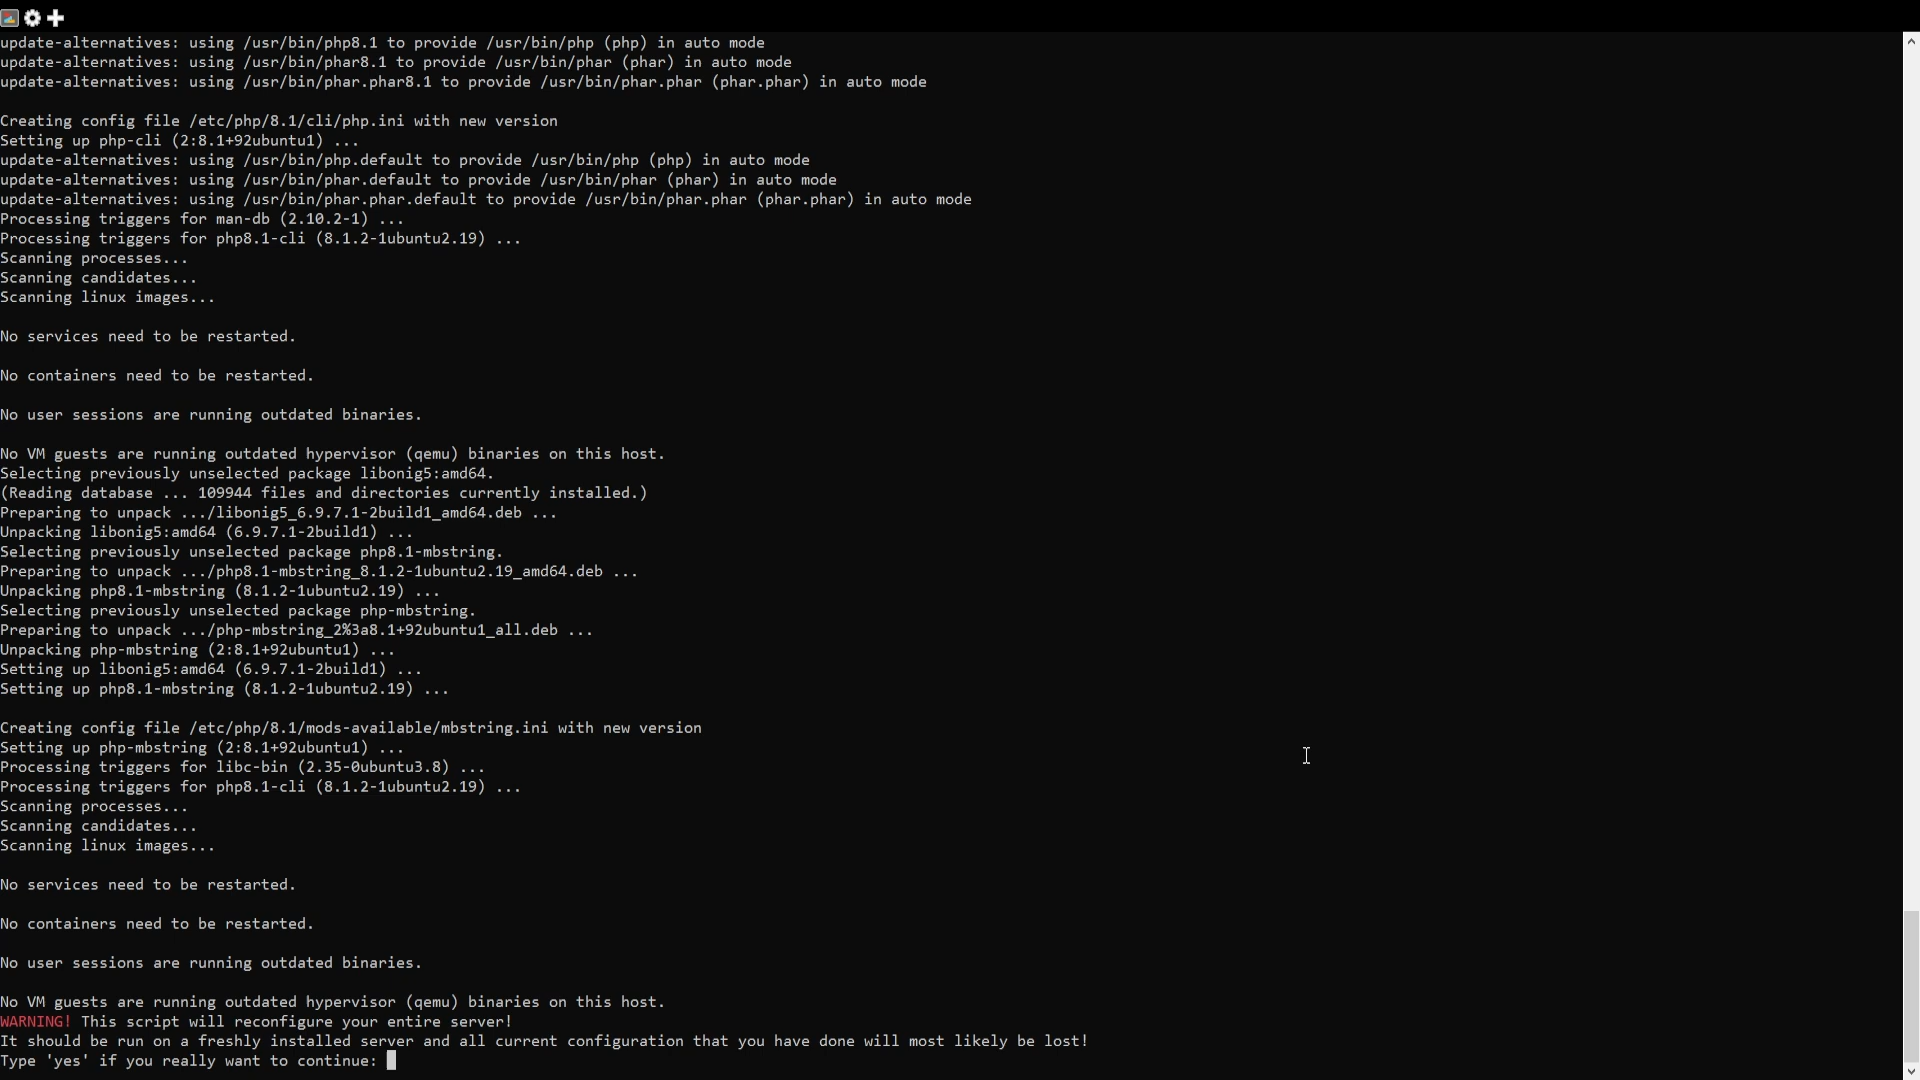 update-alternatives: using /usr/bin/php8.1 to provide /usr/bin/php (php) in auto mode
update-alternatives: using /usr/bin/phar8.1 to provide /usr/bin/phar (phar) in auto mode
update-alternatives: using /usr/bin/phar.phar8.1 to provide /usr/bin/phar.phar (phar.phar) in auto mode
Creating config file /etc/php/8.1/cli/php.ini with new version
Setting up php-cli (2:8.1+92ubuntu1) ...
update-alternatives: using /usr/bin/php.default to provide /usr/bin/php (php) in auto mode
update-alternatives: using /usr/bin/phar.default to provide /usr/bin/phar (phar) in auto mode
update-alternatives: using /usr/bin/phar.phar.default to provide /usr/bin/phar.phar (phar.phar) in auto mode
Processing triggers for man-db (2.10.2-1) ...
Processing triggers for php8.1-cli (8.1.2-1ubuntu2.19) ...
Scanning processes...
Scanning candidates...
Scanning linux images...
No services need to be restarted.
No containers need to be restarted.
No user sessions are running outdated binaries.
No VM guests are running outdated hypervisor (qemu) binaries on this host.
Selecting previously unselected package libonig5:amd64.
(Reading database ... 109944 files and directories currently installed.)
Preparing to unpack .../libonig5_6.9.7.1-2build1_amd64.deb ...
Unpacking libonig5:amd64 (6.9.7.1-2build1) ...
Selecting previously unselected package php8.1-mbstring.
Preparing to unpack .../php8.1-mbstring_8.1.2-1ubuntu2.19_amd64.deb ...
Unpacking php8.1-mbstring (8.1.2-1ubuntu2.19) ...
Selecting previously unselected package php-mbstring.
Preparing to unpack .../php-mbstring_2%3a8.1+92ubuntu1_all.deb ...
Unpacking php-mbstring (2:8.1+92ubuntu1) ...
Setting up libonig5:amd64 (6.9.7.1-2build1) ...
Setting up php8.1-mbstring (8.1.2-1ubuntu2.19) ...
Creating config file /etc/php/8.1/mods-available/mbstring.ini with new version
Setting up php-mbstring (2:8.1+92ubuntu1) ...
Processing triggers for libc-bin (2.35-0ubuntu3.8) ...
Processing triggers for php8.1-cli (8.1.2-1ubuntu2.19) ...
Scanning processes...
Scanning candidates...
Scanning linux images...
No services need to be restarted.
No containers need to be restarted.
No user sessions are running outdated binaries.
No VM guests are running outdated hypervisor (qemu) binaries on this host.
WARNING! This script will reconfigure your entire server!
It should be run on a freshly installed server and all current configuration that you have done will most likely be lost!
Type 'yes' if you really want to continue: